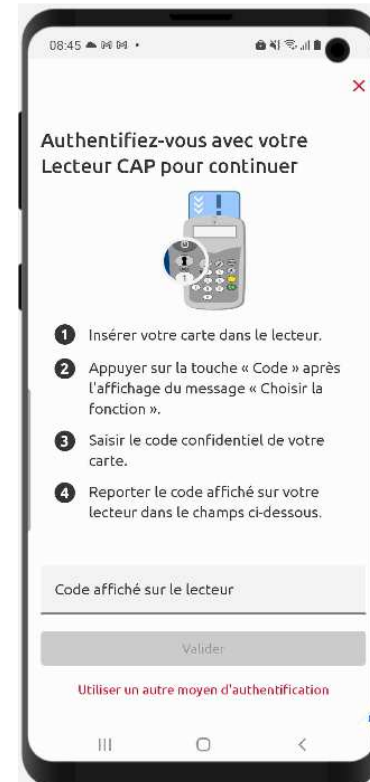 08:45
Authentifiez-vous avec votre
Lecteur CAP pour continuer
1 Insérer votre carte dans le lecteur.
2 Appuyer sur la touche « Code » après
l'affichage du message « Choisir la
fonction ».
3 Saisir le code confidentiel de votre
carte.
4 Reporter le code affiché sur votre
lecteur dans le champs ci-dessous.
Code affiché sur le lecteur
Valider
Utiliser un autre moyen d'authentification